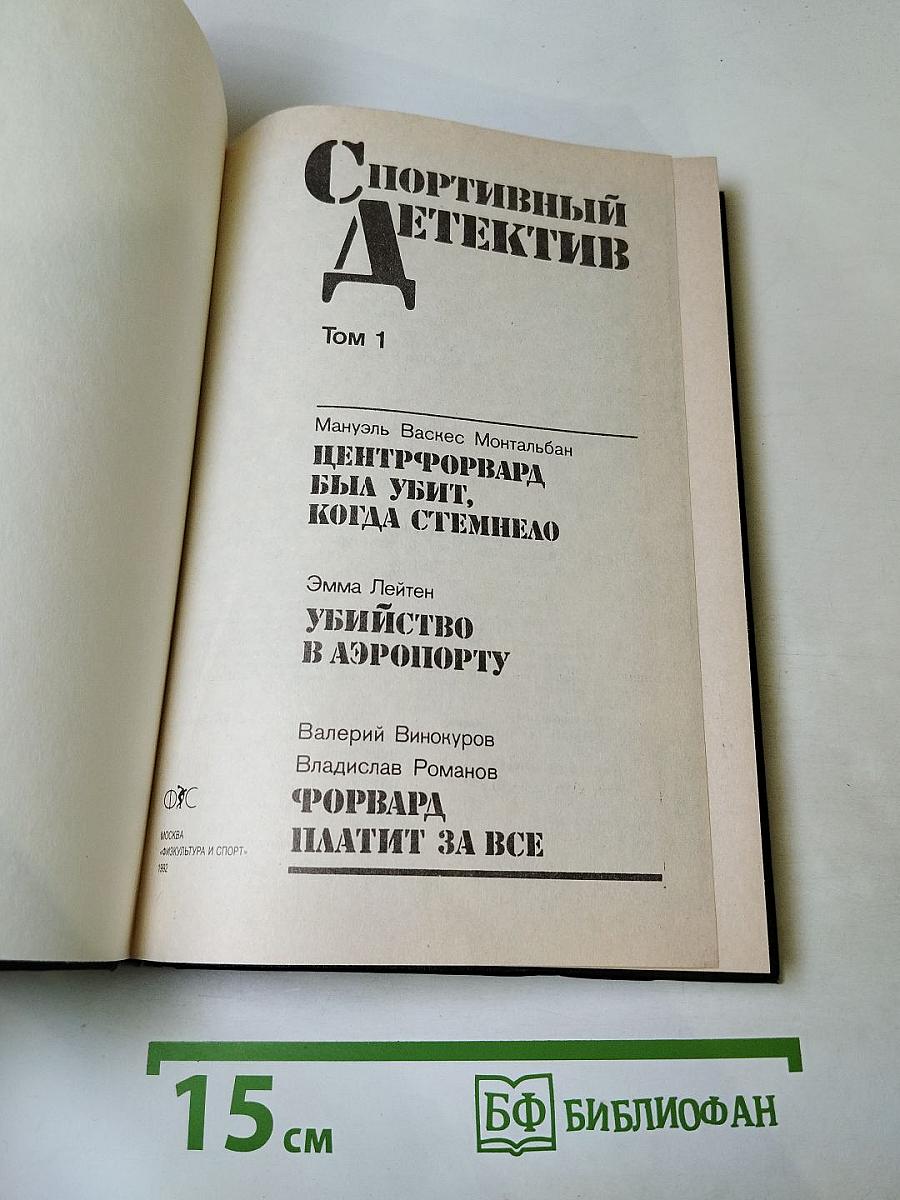 Спортивный
Детектив
Том 1
Мануэль Васкес Монтальбан
ЦЕНТРФОРВАРД
БЫЛ УБИТ,
КОГДА СТЕМНЕЛО
Эмма Лейтен
УБИЙСТВО
В АЭРОПОРТУ
Валерий Винокуров
Владислав Романов
ФОРВАРД
ПЛАТИТ ЗА ВСЕ
ФиС
МОСКВА
«ФИЗКУЛЬТУРА И СПОРТ»
1992
15 см
БФ БИБЛИОФАН